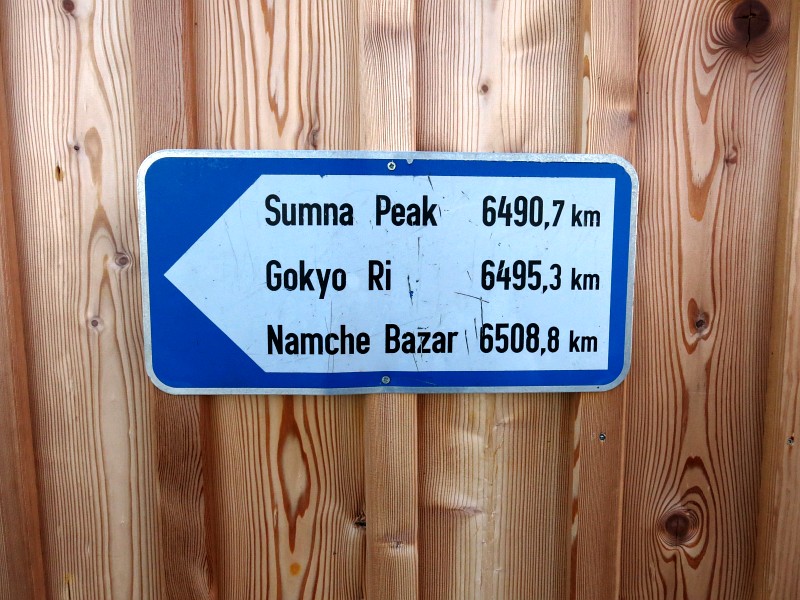 Sumna Peak 6490,7 km
Gokyo Ri 6495,3 km
Namche Bazar 6508,8 km